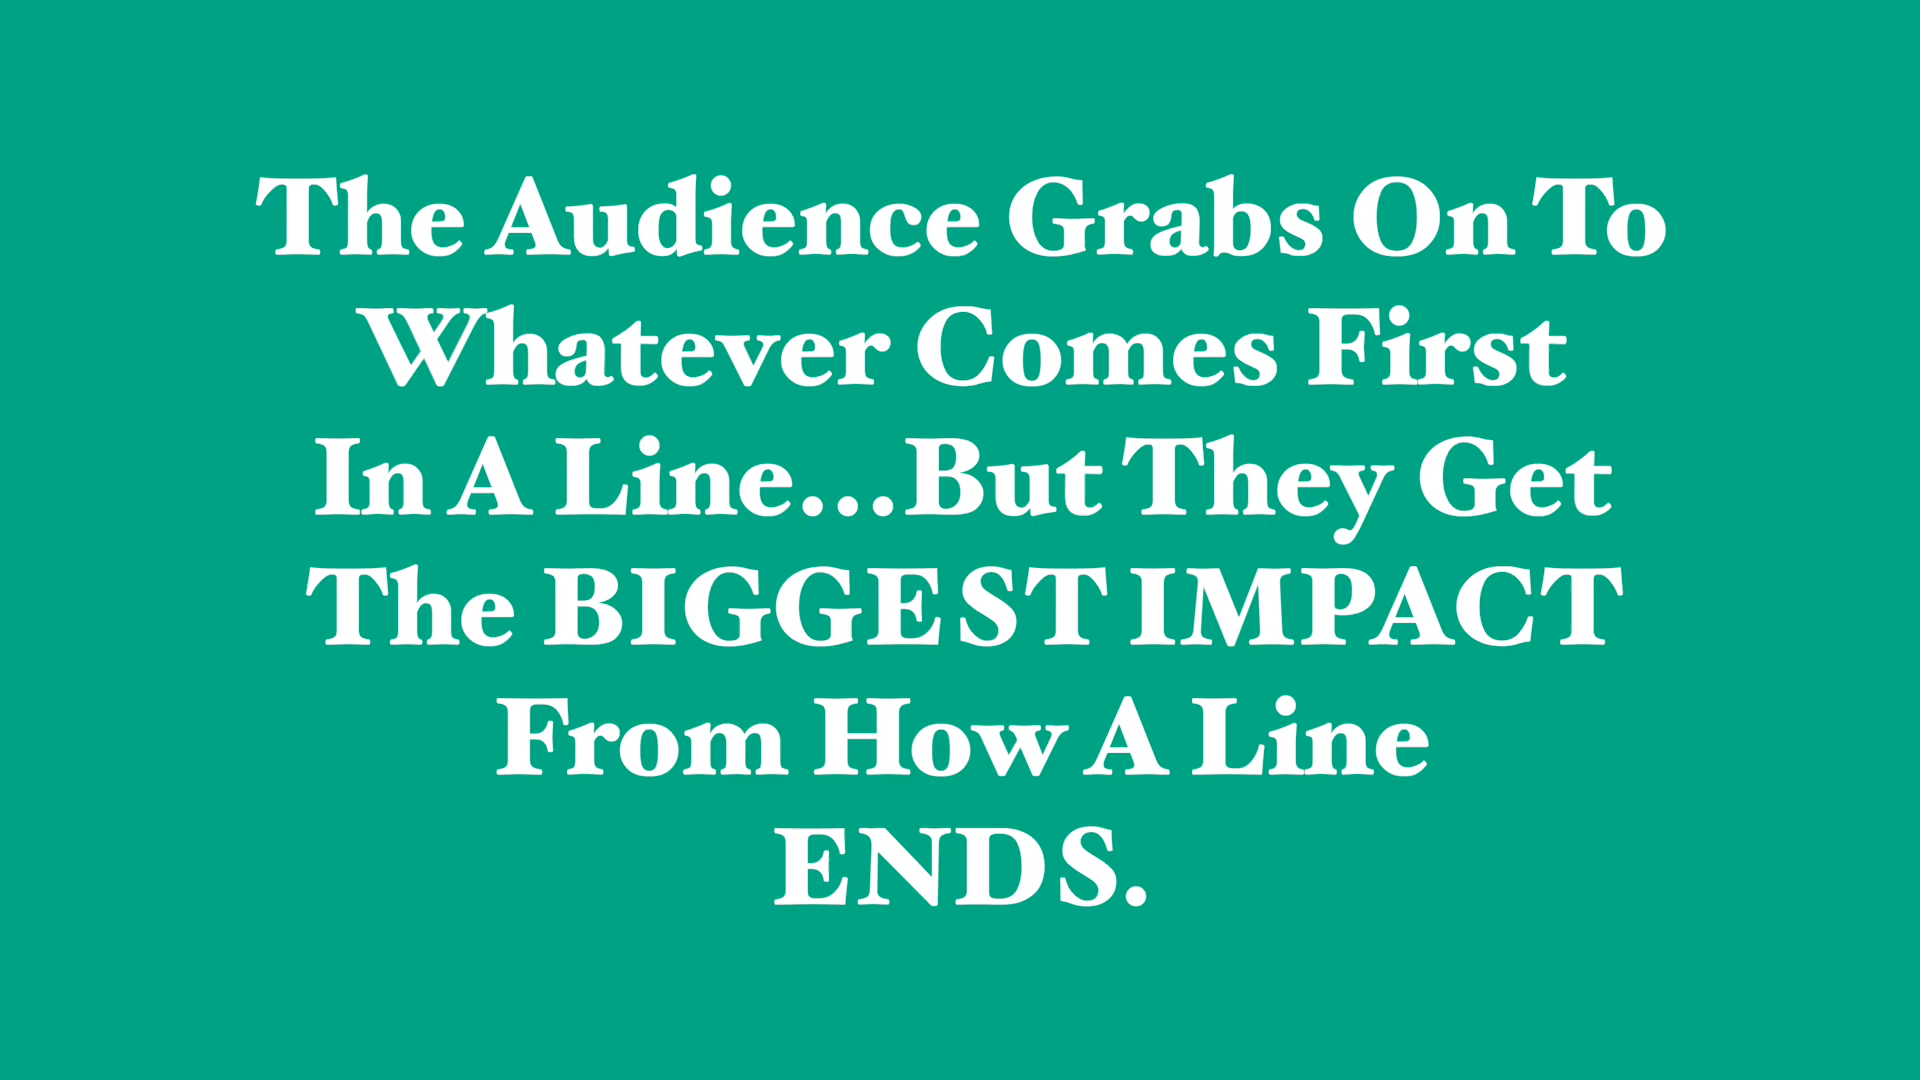 The Audience Grabs On To
Whatever Comes First
In A Line...But They Get
The BIGGEST IMPACT
From How A Line
ENDS.